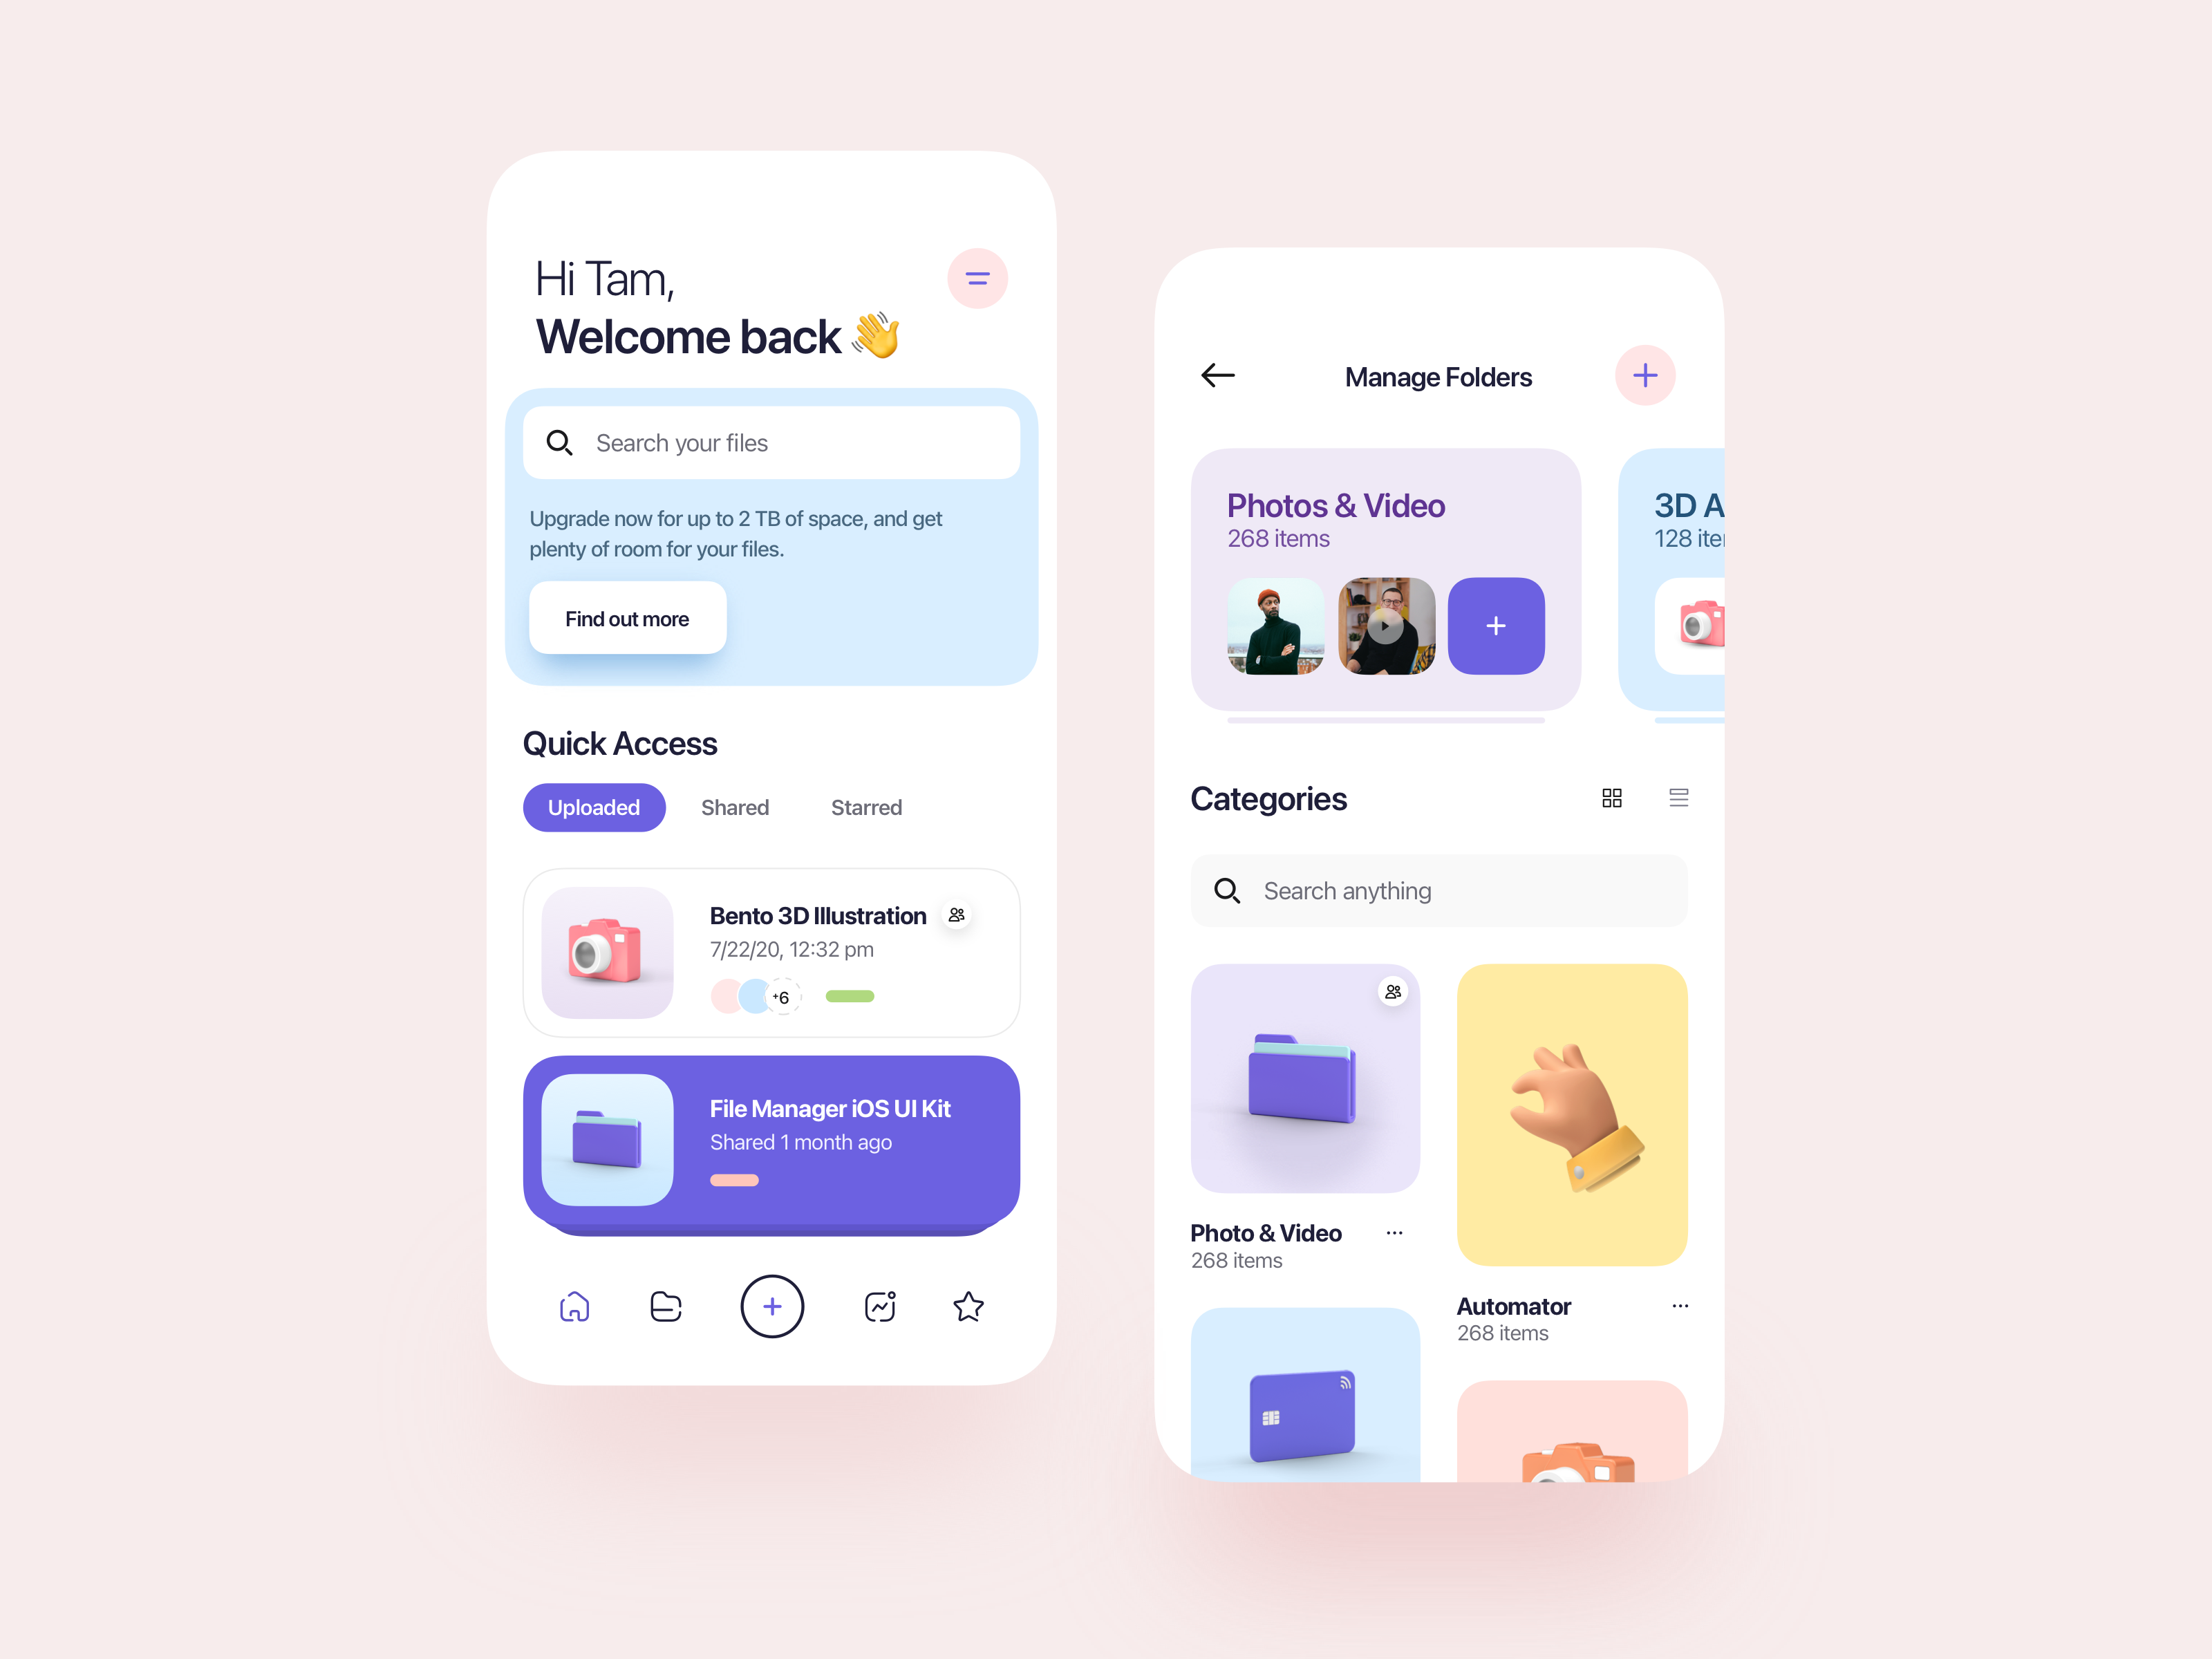 Hi Tam,
Welcome back 👋
Search your files
Upgrade now for up to 2 TB of space, and get
plenty of room for your files.
Find out more
Quick Access
Uploaded Shared Starred
Bento 3D Illustration
7/22/20, 12:32 pm
+6
File Manager iOS UI Kit
Shared 1 month ago
Manage Folders
Photos & Video
268 items
3D A
128 iter
Categories
Search anything
Photo & Video
268 items
Automator
268 items